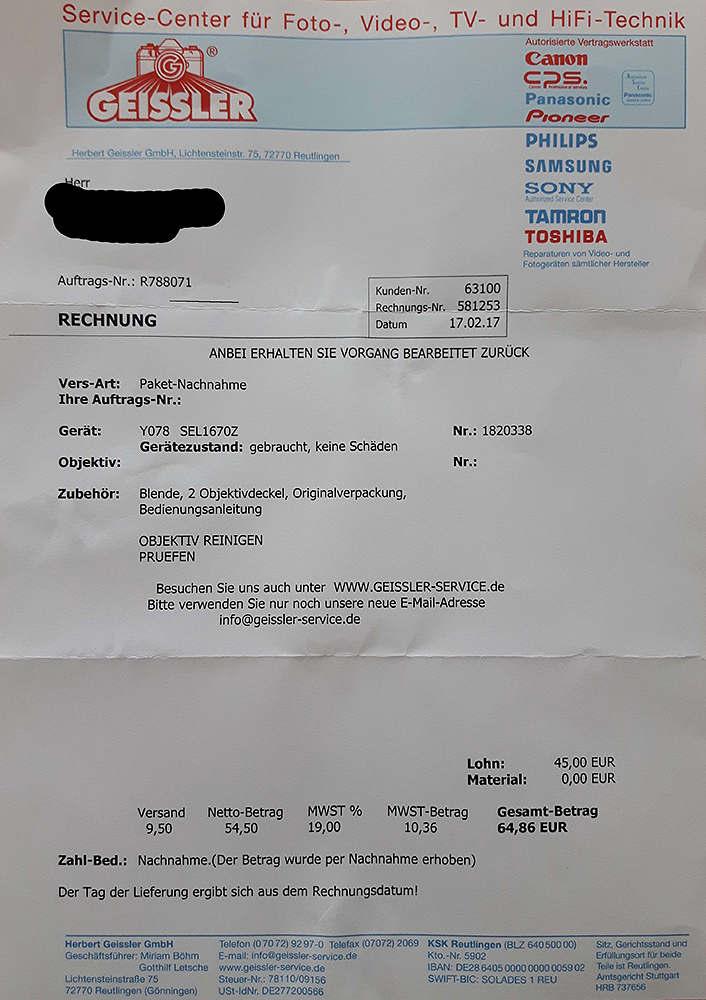 Service-Center für Foto-, Video-, TV- und HiFi-Technik
GEISSLER ®
G
Autorisierte Vertragswerkstatt
Canon
CPS.
Canon Professional Services
Panasonic
Panasonic
Pioneer
PHILIPS
SAMSUNG
SONY
Authorized Service Center
TAMRON
TOSHIBA
Reparaturen von Video- und
Fotogeräten sämtlicher Hersteller
Herbert Geissler GmbH, Lichtensteinstr. 75, 72770 Reutlingen
Herr
Auftrags-Nr.: R788071
Kunden-Nr. 63100
Rechnungs-Nr. 581253
Datum 17.02.17
RECHNUNG
ANBEI ERHALTEN SIE VORGANG BEARBEITET ZURÜCK
Vers-Art: Paket-Nachnahme
Ihre Auftrags-Nr.:
Gerät: Y078 SEL1670Z Nr.: 1820338
Gerätezustand: gebraucht, keine Schäden
Objektiv: Nr.:
Zubehör: Blende, 2 Objektivdeckel, Originalverpackung,
Bedienungsanleitung
OBJEKTIV REINIGEN
PRUEFEN
Besuchen Sie uns auch unter WWW.GEISSLER-SERVICE.de
Bitte verwenden Sie nur noch unsere neue E-Mail-Adresse
info@geissler-service.de
Lohn: 45,00 EUR
Material: 0,00 EUR
Versand Netto-Betrag MWST % MWST-Betrag Gesamt-Betrag
9,50 54,50 19,00 10,36 64,86 EUR
Zahl-Bed.: Nachnahme.(Der Betrag wurde per Nachnahme erhoben)
Der Tag der Lieferung ergibt sich aus dem Rechnungsdatum!
Herbert Geissler GmbH
Geschäftsführer: Miriam Böhm
Gotthilf Letsche
Lichtensteinstraße 75
72770 Reutlingen (Gönningen)
Telefon (0 70 72) 92 97-0 Telefax (07072) 2069
E-mail: info@geissler-service.de
www.geissler-service.de
Steuer-Nr.: 78110/09156
USt-IdNr. DE277200566
KSK Reutlingen (BLZ 640 500 00)
Kto.-Nr. 5902
IBAN: DE28 6405 0000 0000 0059 02
SWIFT-BIC: SOLADES 1 REU
Sitz, Gerichtsstand und
Erfüllungsort für beide
Teile ist Reutlingen.
Amtsgericht Stuttgart
HRB 737656